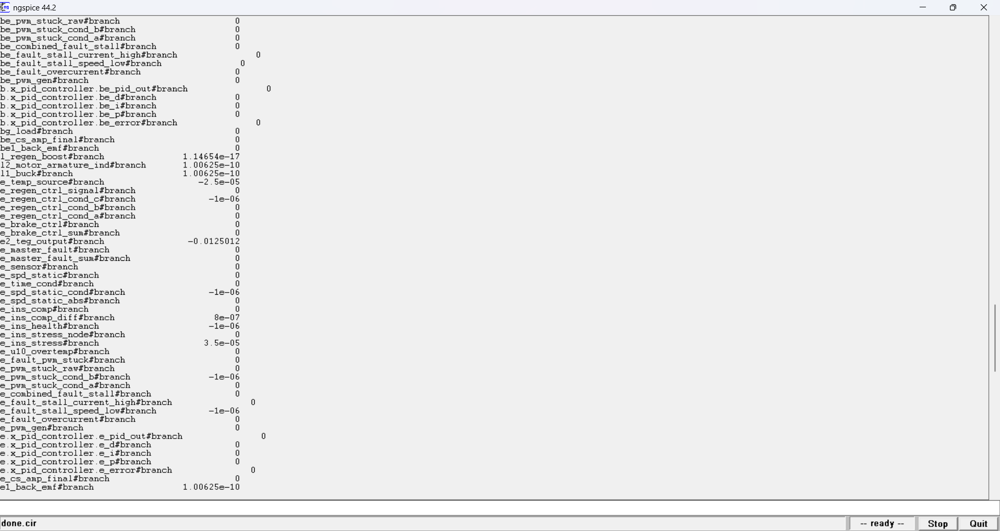 ngspice 44.2
be_pwm_stuck_raw#branch 0
be_pwm_stuck_cond_b#branch 0
be_pwm_stuck_cond_a#branch 0
be_combined_fault_stall#branch 0
be_fault_stall_current_high#branch 0
be_fault_stall_speed_low#branch 0
be_fault_overcurrent#branch 0
be_pwm_gen#branch 0
b.x_pid_controller.be_pid_out#branch 0
b.x_pid_controller.be_d#branch 0
b.x_pid_controller.be_i#branch 0
b.x_pid_controller.be_p#branch 0
b.x_pid_controller.be_error#branch 0
bg_load#branch 0
be_cs_amp_final#branch 0
be1_back_emf#branch 0
l_regen_boost#branch 1.14654e-17
l2_motor_armature_ind#branch 1.00625e-10
l1_buck#branch 1.00625e-10
e_temp_source#branch -2.5e-05
e_regen_ctrl_signal#branch 0
e_regen_ctrl_cond_c#branch -1e-06
e_regen_ctrl_cond_b#branch 0
e_regen_ctrl_cond_a#branch 0
e_brake_ctrl#branch 0
e_brake_ctrl_sum#branch 0
e2_teg_output#branch -0.0125012
e_master_fault#branch 0
e_master_fault_sum#branch 0
e_sensor#branch 0
e_spd_static#branch 0
e_time_cond#branch 0
e_spd_static_cond#branch -1e-06
e_spd_static_abs#branch 0
e_ins_comp#branch 0
e_ins_comp_diff#branch 8e-07
e_ins_health#branch -1e-06
e_ins_stress_node#branch 0
e_ins_stress#branch 3.5e-05
e_u10_overtemp#branch 0
e_fault_pwm_stuck#branch 0
e_pwm_stuck_raw#branch 0
e_pwm_stuck_cond_b#branch -1e-06
e_pwm_stuck_cond_a#branch 0
e_combined_fault_stall#branch 0
e_fault_stall_current_high#branch 0
e_fault_stall_speed_low#branch -1e-06
e_fault_overcurrent#branch 0
e_pwm_gen#branch 0
e.x_pid_controller.e_pid_out#branch 0
e.x_pid_controller.e_d#branch 0
e.x_pid_controller.e_i#branch 0
e.x_pid_controller.e_p#branch 0
e.x_pid_controller.e_error#branch 0
e_cs_amp_final#branch 0
e1_back_emf#branch 1.00625e-10
done.cir -- ready -- Stop Quit